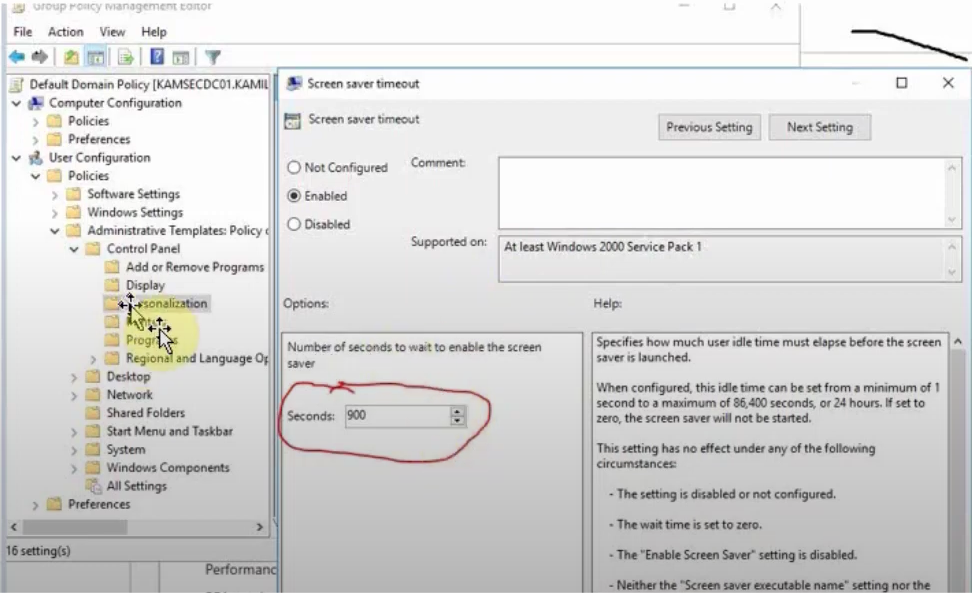 Group Policy Management Editor
File Action View Help
Default Domain Policy [KAMSECDC01.KAMIL
Computer Configuration
Policies
Preferences
User Configuration
Policies
Software Settings
Windows Settings
Administrative Templates: Policy
Control Panel
Add or Remove Programs
Display
rsonalization
Regional and Language Op
Desktop
Network
Shared Folders
Start Menu and Taskbar
System
Windows Components
All Settings
Preferences
16 setting(s)
Performanc
Screen saver timeout
Screen saver timeout
Previous Setting Next Setting
Not Configured
Enabled
Disabled
Comment:
Supported on: At least Windows 2000 Service Pack 1
Options:
Number of seconds to wait to enable the screen
saver
Seconds: 900
Help:
Specifies how much user idle time must elapse before the screen
saver is launched.
When configured, this idle time can be set from a minimum of 1
second to a maximum of 86,400 seconds, or 24 hours. If set to
zero, the screen saver will not be started.
This setting has no effect under any of the following
circumstances:
- The setting is disabled or not configured.
- The wait time is set to zero.
- The "Enable Screen Saver" setting is disabled.
- Neither the "Screen saver executable name" setting nor the